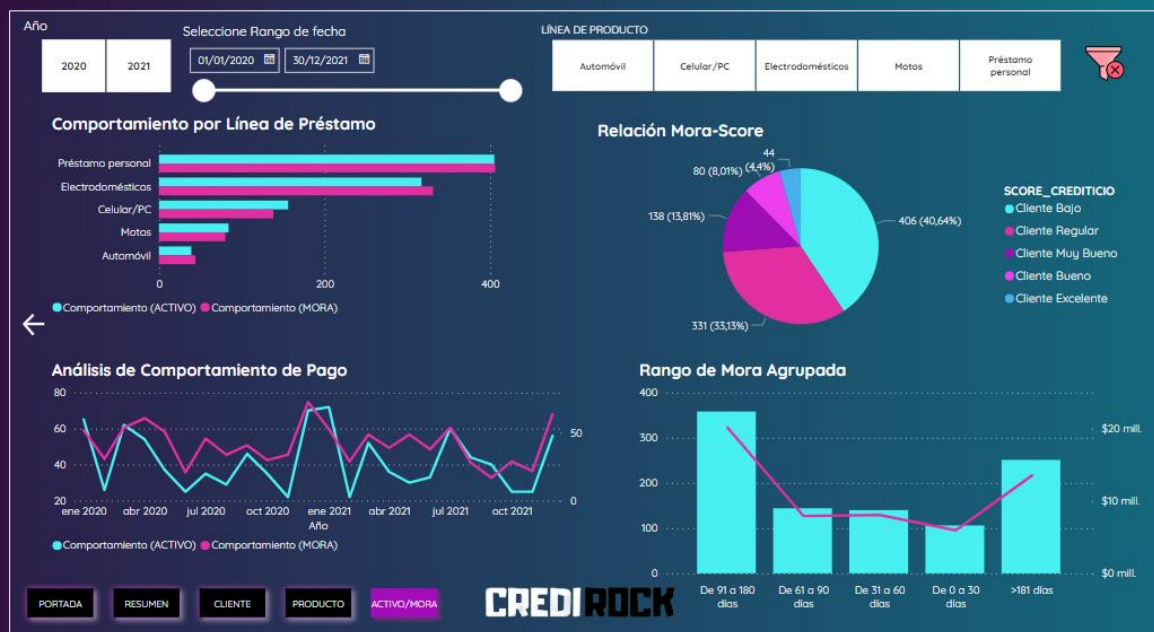 Año
Seleccione Rango de fecha
LÍNEA DE PRODUCTO
2020
2021
01/01/2020
30/12/2021
Automóvil
Celular/PC
Electrodomésticos
Motos
Préstamo
personal
Comportamiento por Línea de Préstamo
Préstamo personal
Electrodomésticos
Celular/PC
Motos
Automóvil
0
200
400
Comportamiento (ACTIVO)
Comportamiento (MORA)
Relación Mora-Score
44
(4,4%)
80 (8,01%)
138 (13,81%)
406 (40,64%)
331 (33,13%)
SCORE_CREDITICIO
Cliente Bajo
Cliente Regular
Cliente Muy Bueno
Cliente Bueno
Cliente Excelente
Análisis de Comportamiento de Pago
80
60
40
20
50
0
ene 2020
abr 2020
jul 2020
oct 2020
ene 2021
abr 2021
jul 2021
oct 2021
Año
Comportamiento (ACTIVO)
Comportamiento (MORA)
Rango de Mora Agrupada
400
300
200
100
0
$20 mill.
$10 mill.
$0 mill.
De 91 a 180
días
De 61 a 90
días
De 31 a 60
días
De 0 a 30
días
>181 días
PORTADA
RESUMEN
CLIENTE
PRODUCTO
ACTIVO/MORA
CREDIROCK